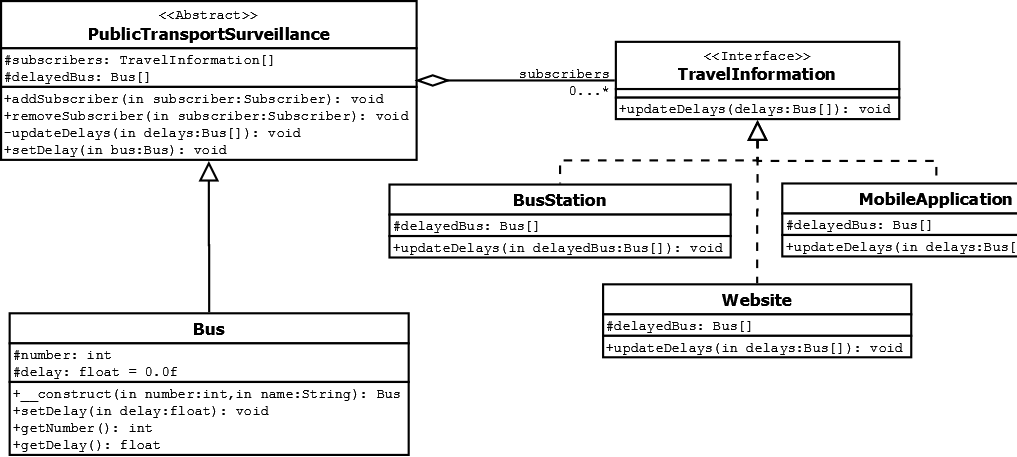 <<Abstract>>
PublicTransportSurveillance
#subscribers: TravelInformation[]
#delayedBus: Bus[]
+addSubscriber(in subscriber:Subscriber): void
+removeSubscriber(in subscriber:Subscriber): void
-updateDelays(in delays:Bus[]): void
+setDelay(in bus:Bus): void
subscribers
0...*
<<Interface>>
TravelInformation
+updateDelays(delays:Bus[]): void
BusStation
#delayedBus: Bus[]
+updateDelays(in delayedBus:Bus[]): void
MobileApplication
#delayedBus: Bus[]
+updateDelays(in delays:Bus[
Website
#delayedBus: Bus[]
+updateDelays(in delays:Bus[]): void
Bus
#number: int
#delay: float = 0.0f
+__construct(in number:int,in name:String): Bus
+setDelay(in delay:float): void
+getNumber(): int
+getDelay(): float